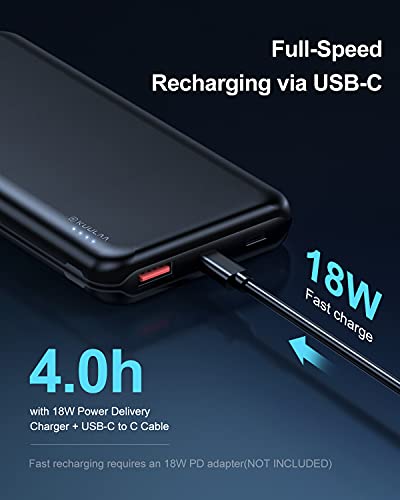 Full-Speed
Recharging via USB-C
KUULAA
18W
Fast charge
4.0h
with 18W Power Delivery
Charger + USB-C to C Cable
Fast recharging requires an 18W PD adapter(NOT INCLUDED)